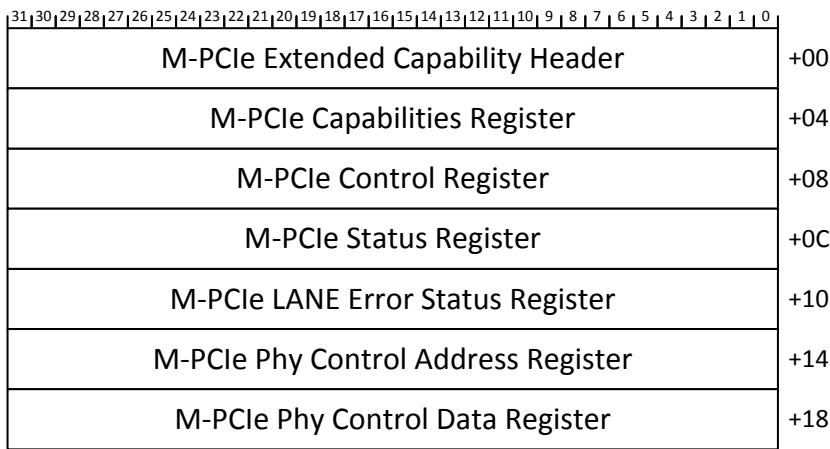 31 30 29 28 27 26 25 24 23 22 21 20 19 18 17 16 15 14 13 12 11 10 9 8 7 6 5 4 3 2 1 0
M-PCIe Extended Capability Header +00
M-PCIe Capabilities Register +04
M-PCIe Control Register +08
M-PCIe Status Register +0C
M-PCIe LANE Error Status Register +10
M-PCIe Phy Control Address Register +14
M-PCIe Phy Control Data Register +18